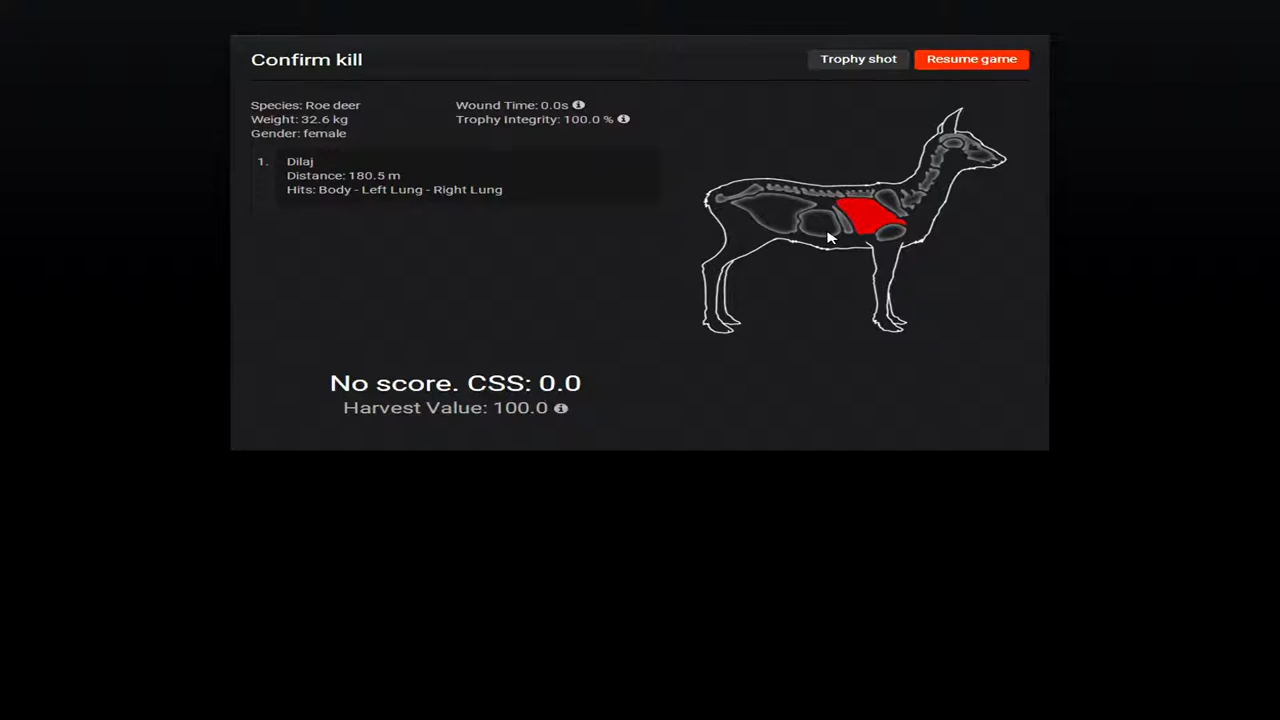 Confirm kill
Trophy shot
Resume game
Species: Roe deer
Weight: 32.6 kg
Gender: female
Wound Time: 0.0s
Trophy Integrity: 100.0 %
1. Dilaj
Distance: 180.5 m
Hits: Body - Left Lung - Right Lung
No score. CSS: 0.0
Harvest Value: 100.0